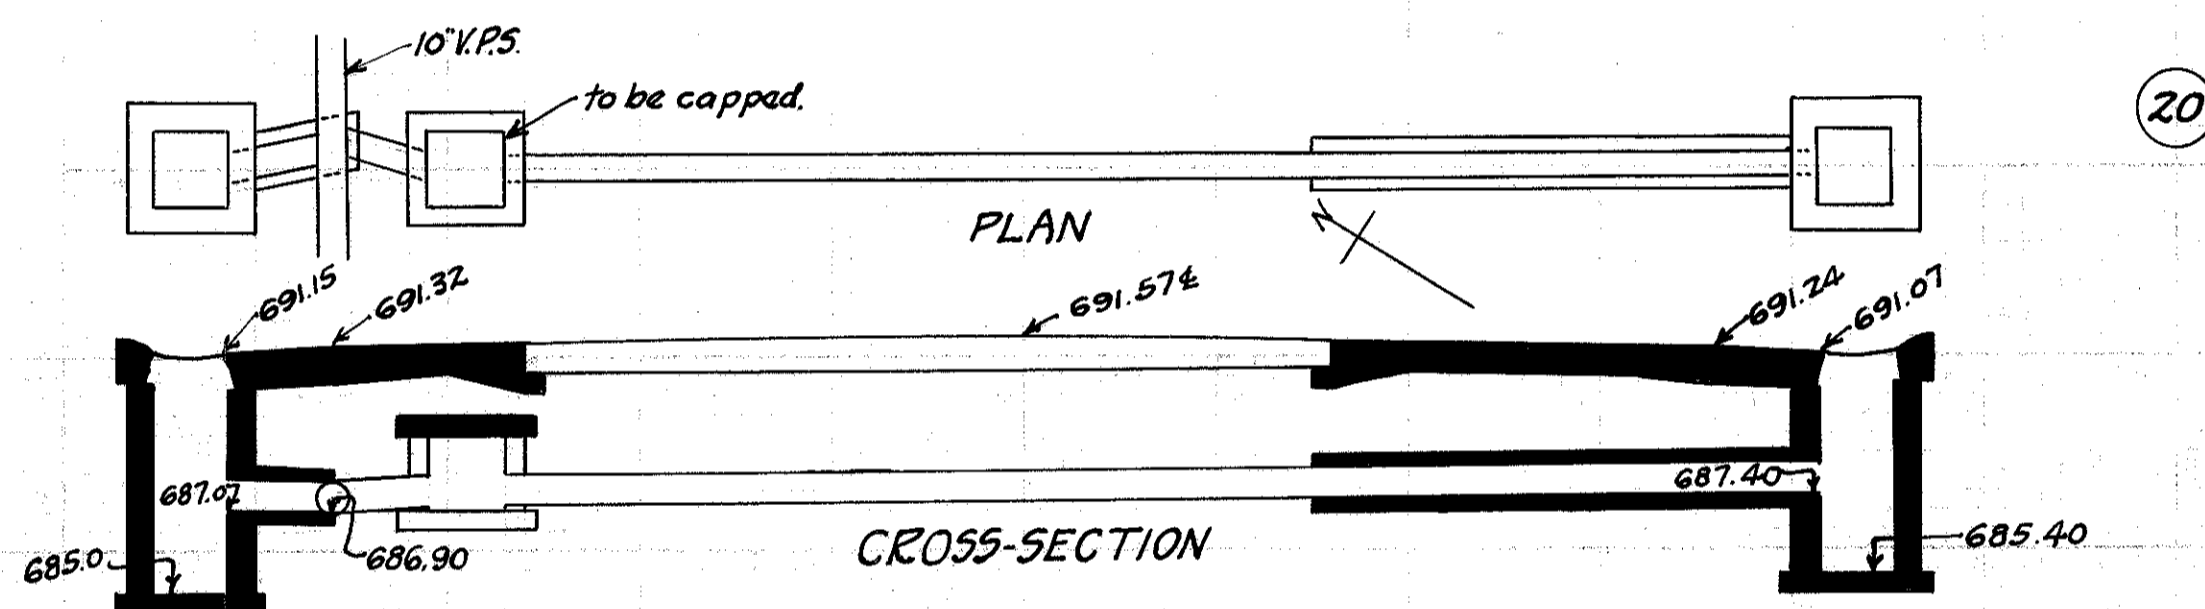 10"V.P.S.
to be capped.
20
PLAN
N
691.15
691.32
691.57 ℄
691.24
691.07
687.07
687.40
685.0
686.90
CROSS-SECTION
685.40